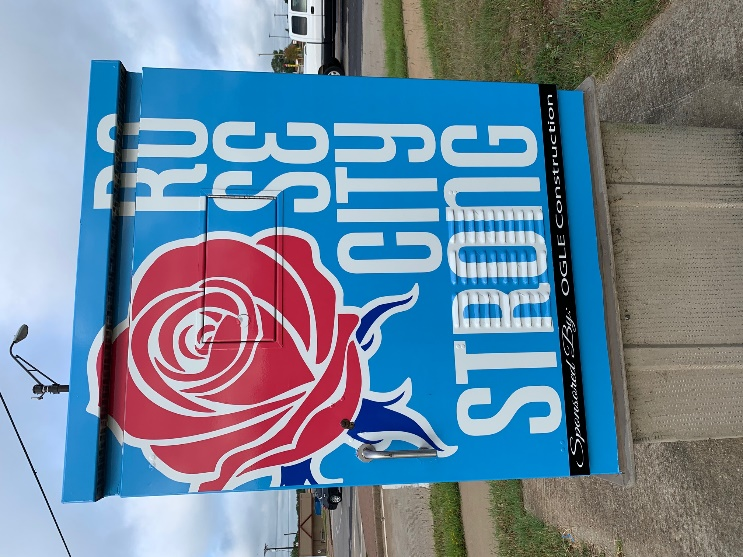 RO
SE
CITY
STRONG
Sponsored By: OGLE Construction